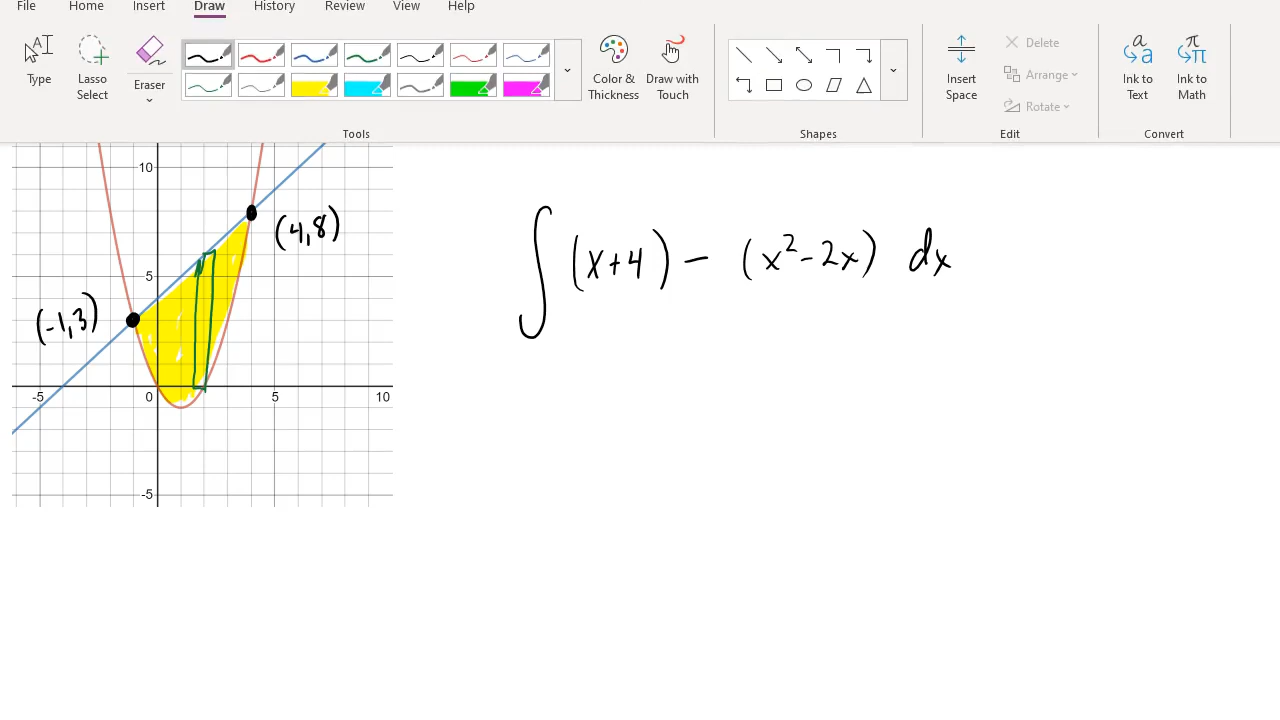 File Home Insert Draw History Review View Help
Type
Lasso
Select
Eraser
Color &
Thickness
Draw with
Touch
Insert
Space
Delete
Arrange
Rotate
Ink to
Text
Ink to
Math
Tools
Shapes
Edit
Convert
10
(4,8)
5
(-1,3)
-5
0
5
10
-5
∫ (x+4) - (x²-2x) dx